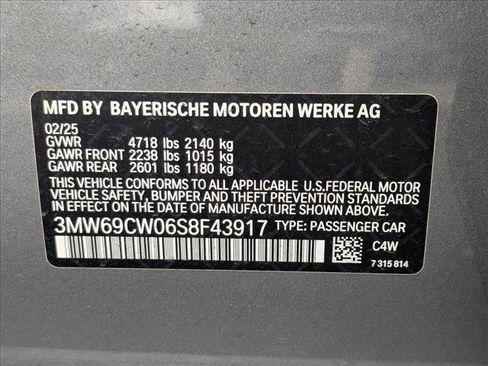 MFD BY BAYERISCHE MOTOREN WERKE AG
02/25
GVWR 4718 lbs 2140 kg
GAWR FRONT 2238 lbs 1015 kg
GAWR REAR 2601 lbs 1180 kg
THIS VEHICLE CONFORMS TO ALL APPLICABLE U.S.FEDERAL MOTOR
VEHICLE SAFETY, BUMPER, AND THEFT PREVENTION STANDARDS
IN EFFECT ON THE DATE OF MANUFACTURE SHOWN ABOVE.
3MW69CW06S8F43917 TYPE: PASSENGER CAR
C4W
7 315 814